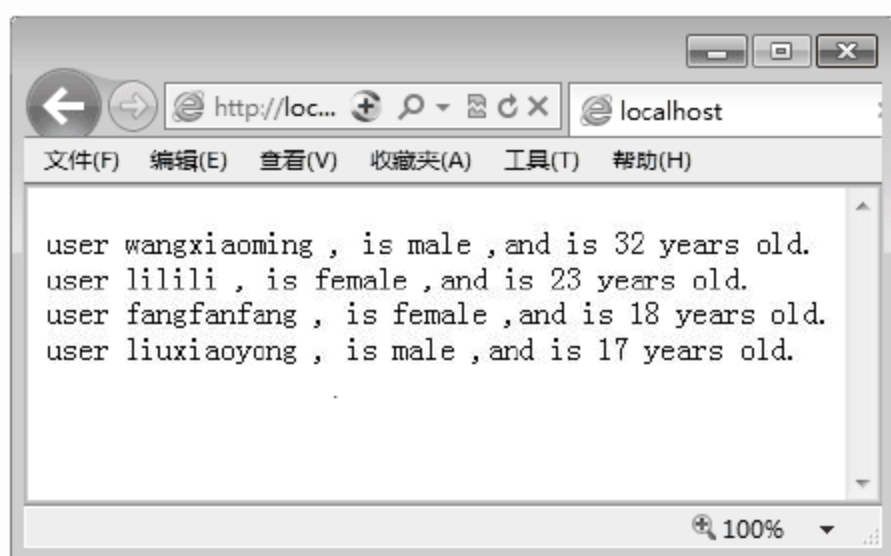 http://loc...
localhost
文件(F) 编辑(E) 查看(V) 收藏夹(A) 工具(T) 帮助(H)
user wangxiaoming , is male ,and is 32 years old.
user lilili , is female ,and is 23 years old.
user fangfanfang , is female ,and is 18 years old.
user liuxiaoyong , is male ,and is 17 years old.
100%